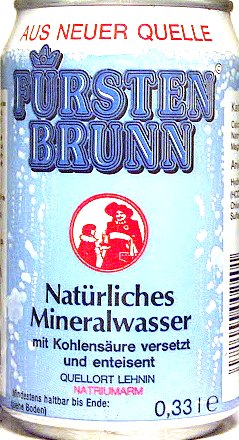 AUS NEUER QUELLE
FÜRSTEN
BRUNN
Natürliches
Mineralwasser
mit Kohlensäure versetzt
und enteisent
QUELLORT LEHNIN
NATRIUMARM
Mindestens haltbar bis Ende:
(siehe Boden)
0,33 l e